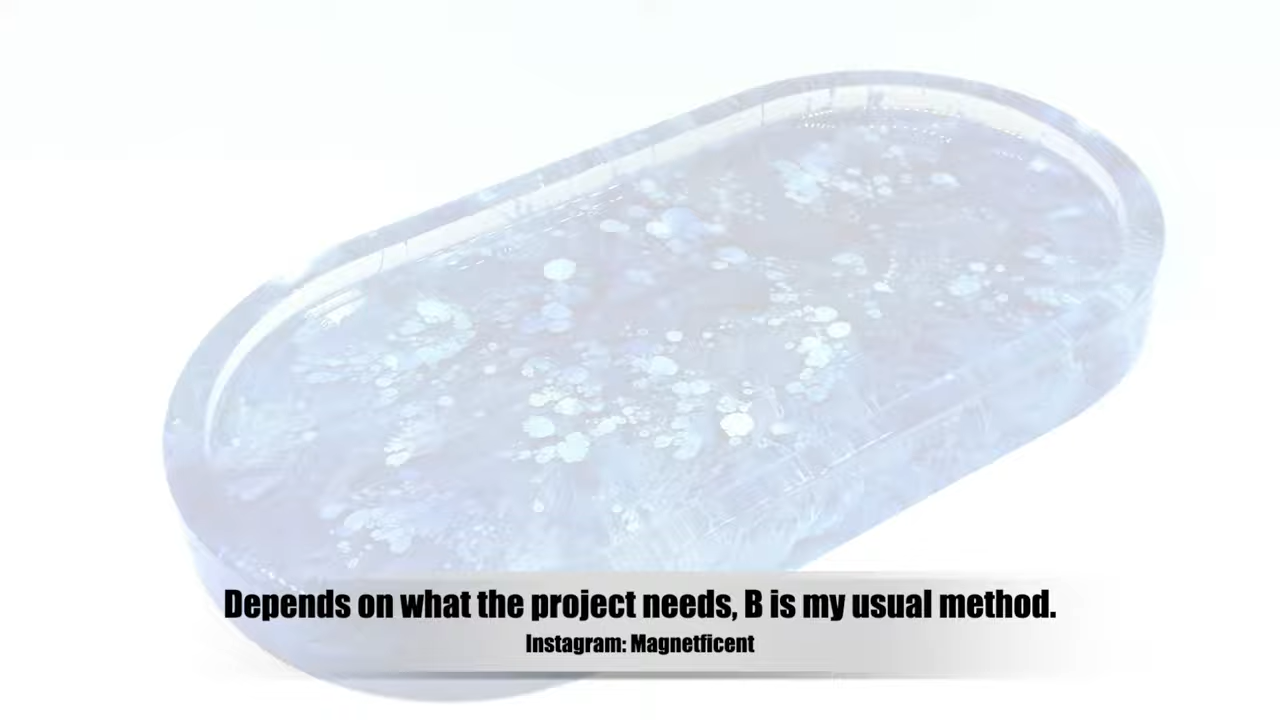 Depends on what the project needs, B is my usual method.
Instagram: Magnetficent